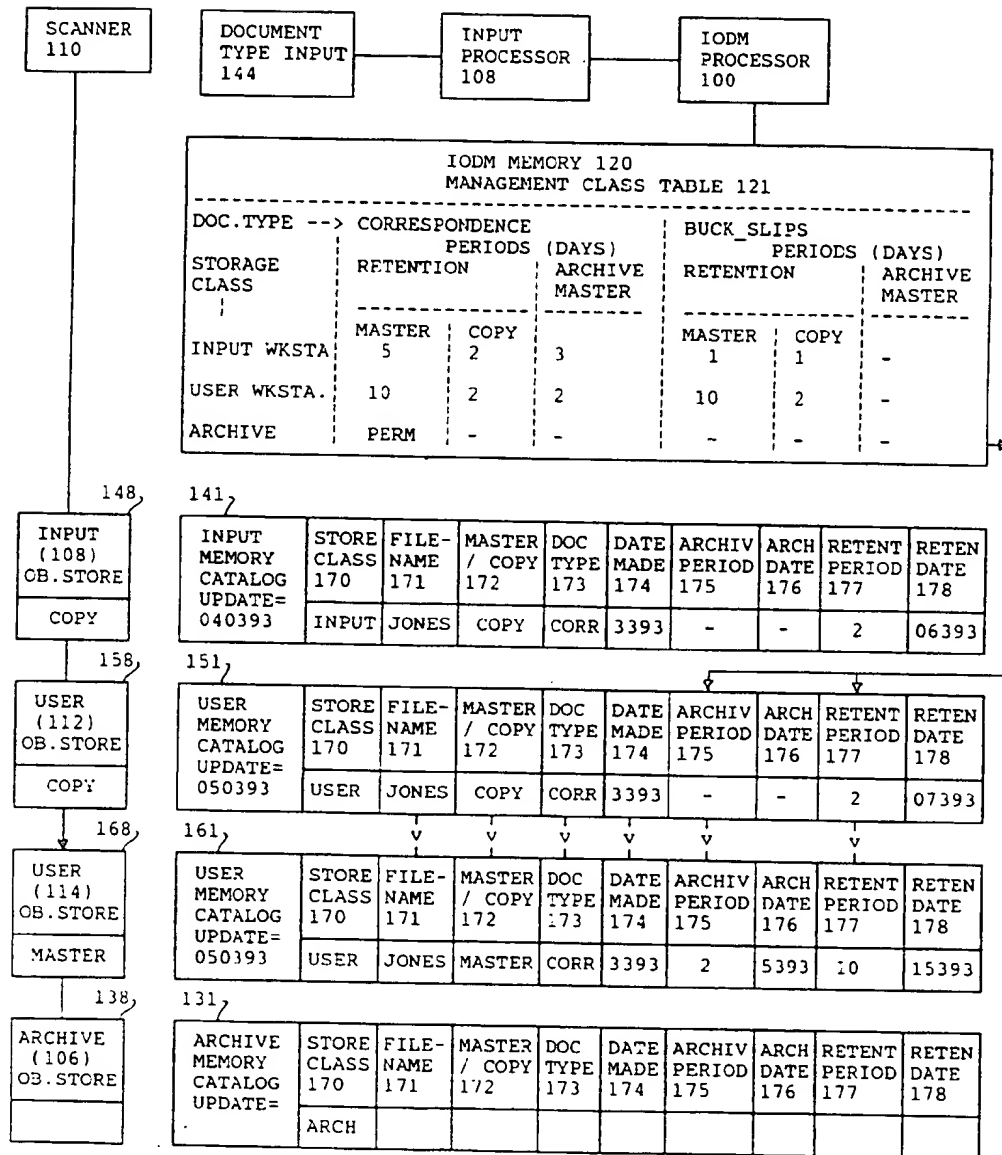 SCANNER
110
DOCUMENT
TYPE INPUT
144
INPUT
PROCESSOR
108
IODM
PROCESSOR
100
IODM MEMORY 120
MANAGEMENT CLASS TABLE 121
DOC.TYPE --> CORRESPONDENCE BUCK_SLIPS
PERIODS (DAYS) PERIODS (DAYS)
STORAGE RETENTION ARCHIVE RETENTION ARCHIVE
CLASS MASTER MASTER
MASTER COPY MASTER COPY
INPUT WKSTA 5 2 3 1 1 -
USER WKSTA. 10 2 2 10 2 -
ARCHIVE PERM - - - - -
148
INPUT
(108)
OB.STORE
COPY
141
INPUT STORE FILE- MASTER DOC DATE ARCHIV ARCH RETENT RETEN
MEMORY CLASS NAME / COPY TYPE MADE PERIOD DATE PERIOD DATE
CATALOG 170 171 172 173 174 175 176 177 178
UPDATE=
040393 INPUT JONES COPY CORR 3393 - - 2 06393
158
USER
(112)
OB.STORE
COPY
151
USER STORE FILE- MASTER DOC DATE ARCHIV ARCH RETENT RETEN
MEMORY CLASS NAME / COPY TYPE MADE PERIOD DATE PERIOD DATE
CATALOG 170 171 172 173 174 175 176 177 178
UPDATE=
050393 USER JONES COPY CORR 3393 - - 2 07393
168
USER
(114)
OB.STORE
MASTER
161
USER STORE FILE- MASTER DOC DATE ARCHIV ARCH RETENT RETEN
MEMORY CLASS NAME / COPY TYPE MADE PERIOD DATE PERIOD DATE
CATALOG 170 171 172 173 174 175 176 177 178
UPDATE=
050393 USER JONES MASTER CORR 3393 2 5393 10 15393
138
ARCHIVE
(106)
OB.STORE
131
ARCHIVE STORE FILE- MASTER DOC DATE ARCHIV ARCH RETENT RETEN
MEMORY CLASS NAME / COPY TYPE MADE PERIOD DATE PERIOD DATE
CATALOG 170 171 172 173 174 175 176 177 178
UPDATE=
ARCH